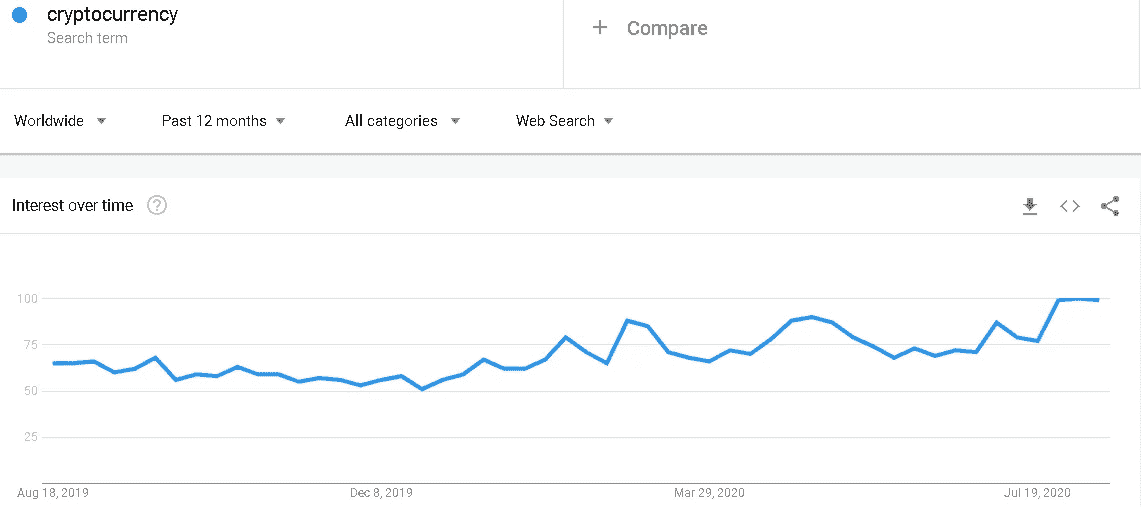 cryptocurrency
Search term
+ Compare
Worldwide Past 12 months All categories Web Search
Interest over time ?
100
75
50
25
Aug 18, 2019 Dec 8, 2019 Mar 29, 2020 Jul 19, 2020